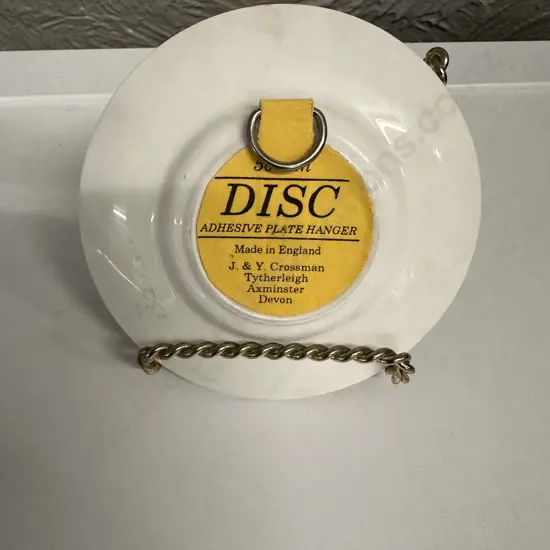 DISC
ADHESIVE PLATE HANGER
Made in England
J. & Y. Crossman
Tytherleigh
Axminster
Devon